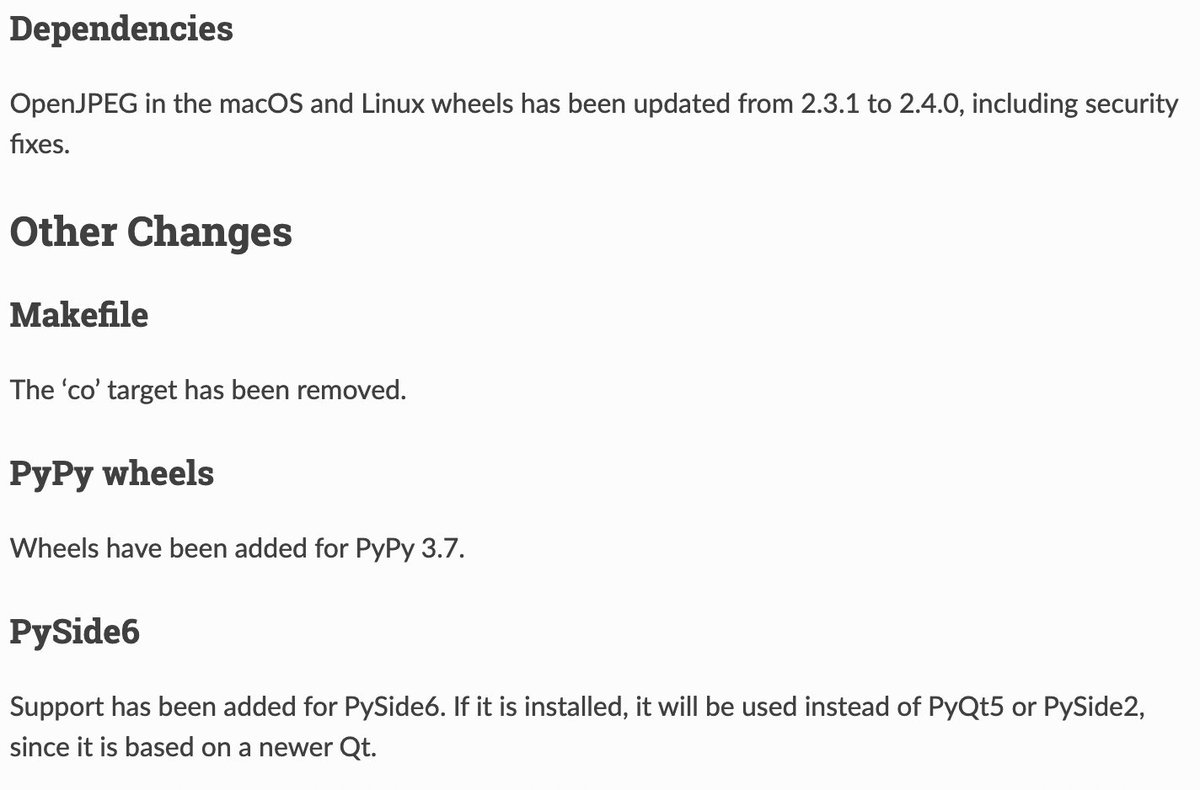 Dependencies
OpenJPEG in the macOS and Linux wheels has been updated from 2.3.1 to 2.4.0, including security
fixes.
Other Changes
Makefile
The ‘co’ target has been removed.
PyPy wheels
Wheels have been added for PyPy 3.7.
PySide6
Support has been added for PySide6. If it is installed, it will be used instead of PyQt5 or PySide2,
since it is based on a newer Qt.